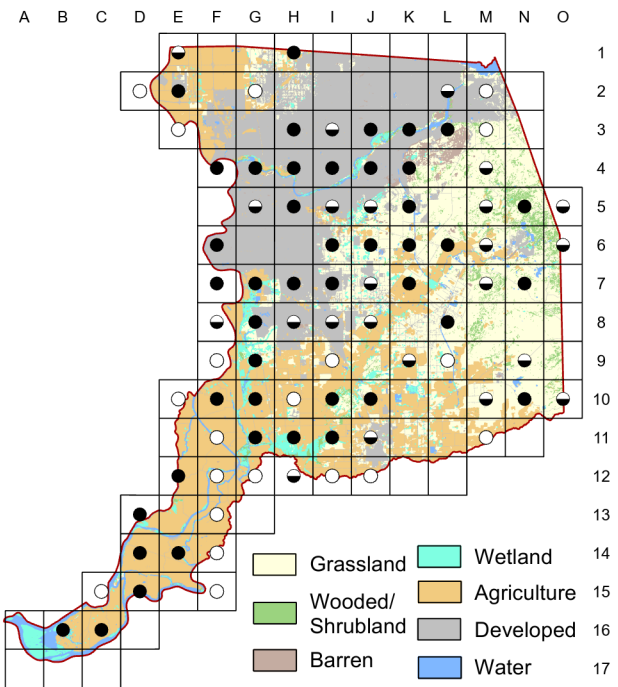 A B C D E F G H I J K L M N O
1
2
3
4
5
6
7
8
9
10
11
12
13
14
15
16
17
Grassland
Wooded/
Shrubland
Barren
Wetland
Agriculture
Developed
Water